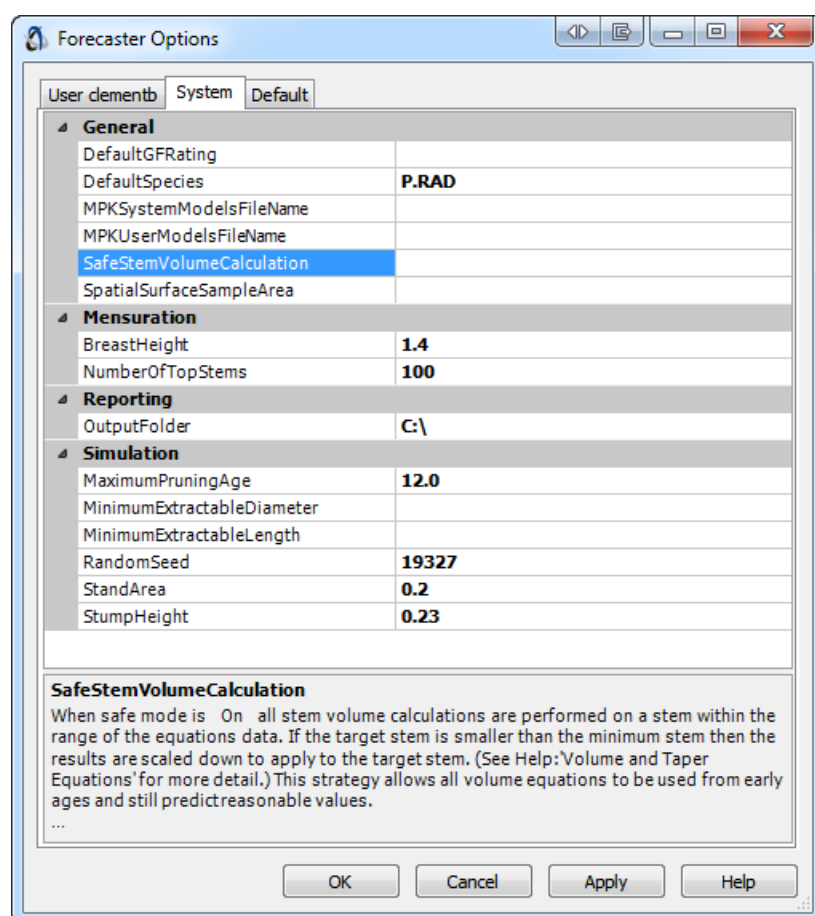 Forecaster Options
User clementb System Default
General
DefaultGFRating
DefaultSpecies P.RAD
MPKSystemModelsFileName
MPKUserModelsFileName
SafeStemVolumeCalculation
SpatialSurfaceSampleArea
Mensuration
BreastHeight 1.4
NumberOfTopStems 100
Reporting
OutputFolder C:\
Simulation
MaximumPruningAge 12.0
MinimumExtractableDiameter
MinimumExtractableLength
RandomSeed 19327
StandArea 0.2
StumpHeight 0.23
SafeStemVolumeCalculation
When safe mode is On all stem volume calculations are performed on a stem within the
range of the equations data. If the target stem is smaller than the minimum stem then the
results are scaled down to apply to the target stem. (See Help:'Volume and Taper
Equations' for more detail.) This strategy allows all volume equations to be used from early
ages and still predict reasonable values.
...
OK Cancel Apply Help